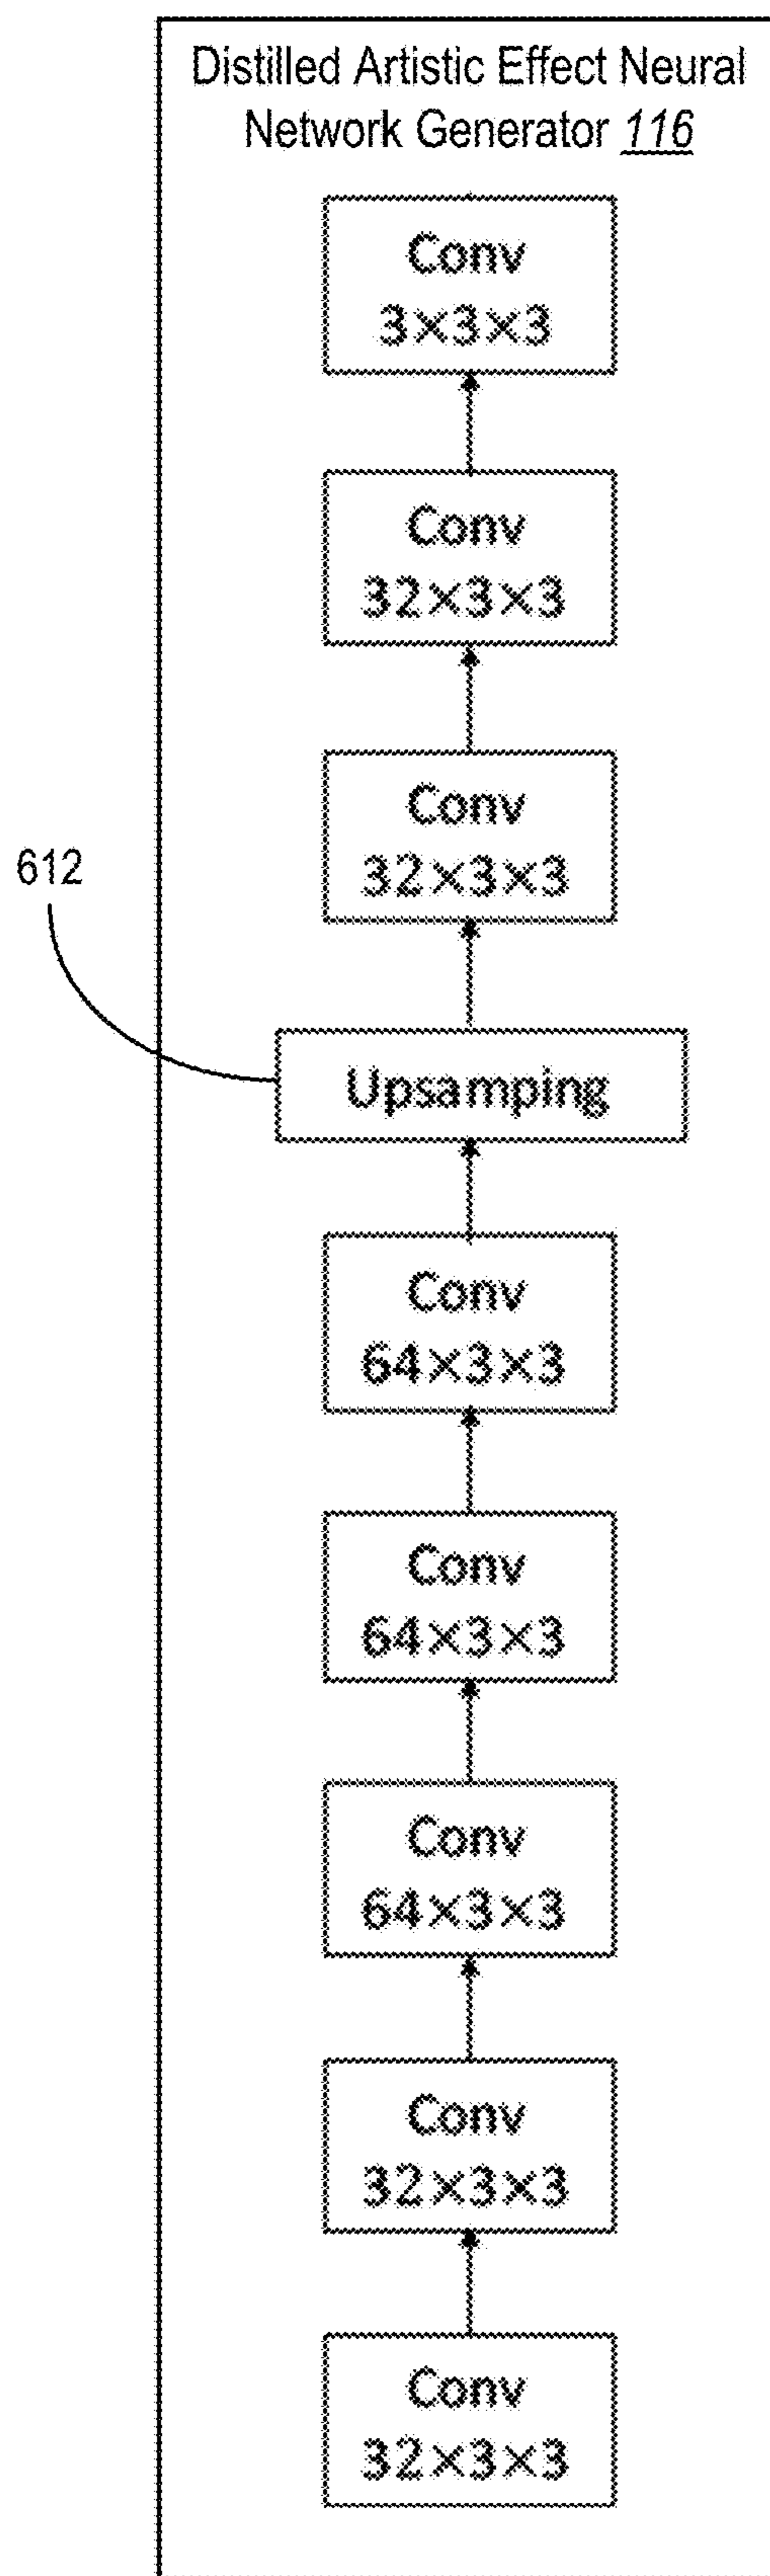 Distilled Artistic Effect Neural
Network Generator 116
Conv
3×3×3
Conv
32×3×3
Conv
32×3×3
612
Upsamping
Conv
64×3×3
Conv
64×3×3
Conv
64×3×3
Conv
32×3×3
Conv
32×3×3